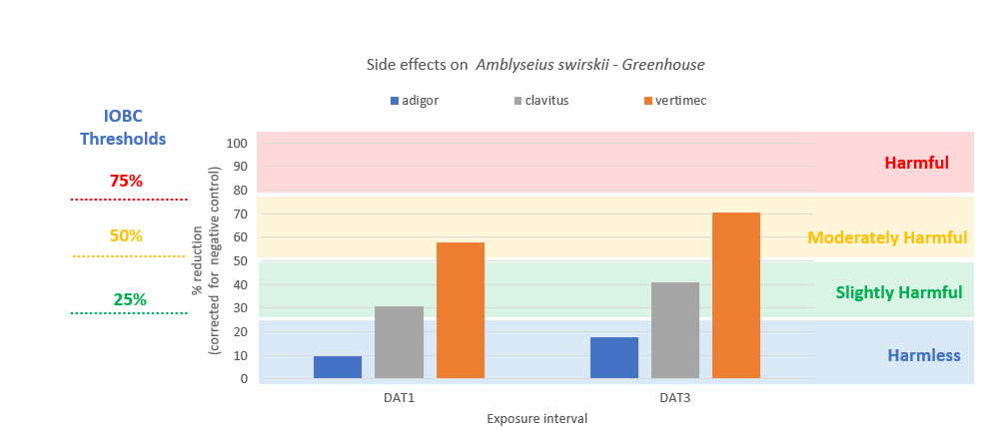 Side effects on Amblyseius swirskii - Greenhouse
adigor
clavitus
vertimec
IOBC
Thresholds
75%
50%
25%
% reduction
(corrected for negative control)
100
90
80
70
60
50
40
30
20
10
0
Harmful
Moderately Harmful
Slightly Harmful
Harmless
DAT1
DAT3
Exposure interval